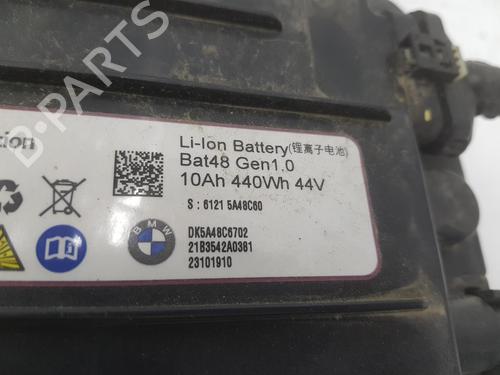 ction
Li-Ion Battery(锂离子电池)
Bat48 Gen1.0
10Ah 440Wh 44V
S : 6121 5A48C60
BMW
DK5A48C6702
21B3542A0381
23101910
B-PARTS